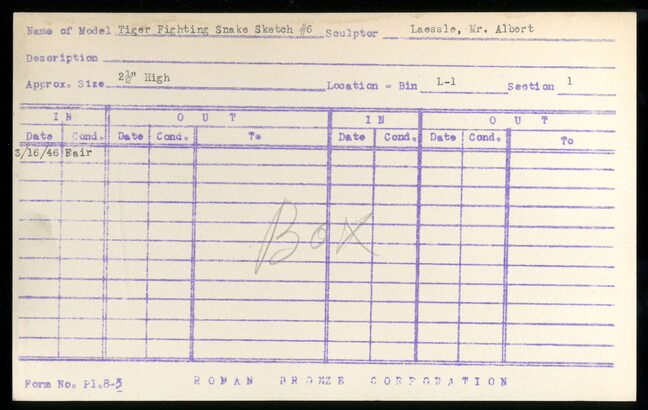 Name of Model Tiger Fighting Snake Sketch #6 Sculptor Laessle, Mr. Albert
Description
Approx. Size 2½" High Location - Bin L-1 Section 1
IN OUT IN OUT
Date Cond. Date Cond. To Date Cond. Date Cond. To
3/16/46 Fair
Box
Form No. P1.8-5 ROMAN BRONZE CORPORATION